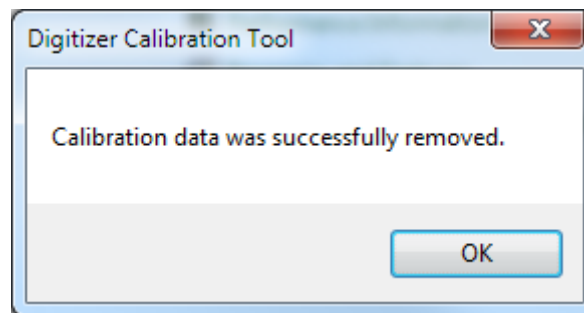 Digitizer Calibration Tool
Calibration data was successfully removed.
OK